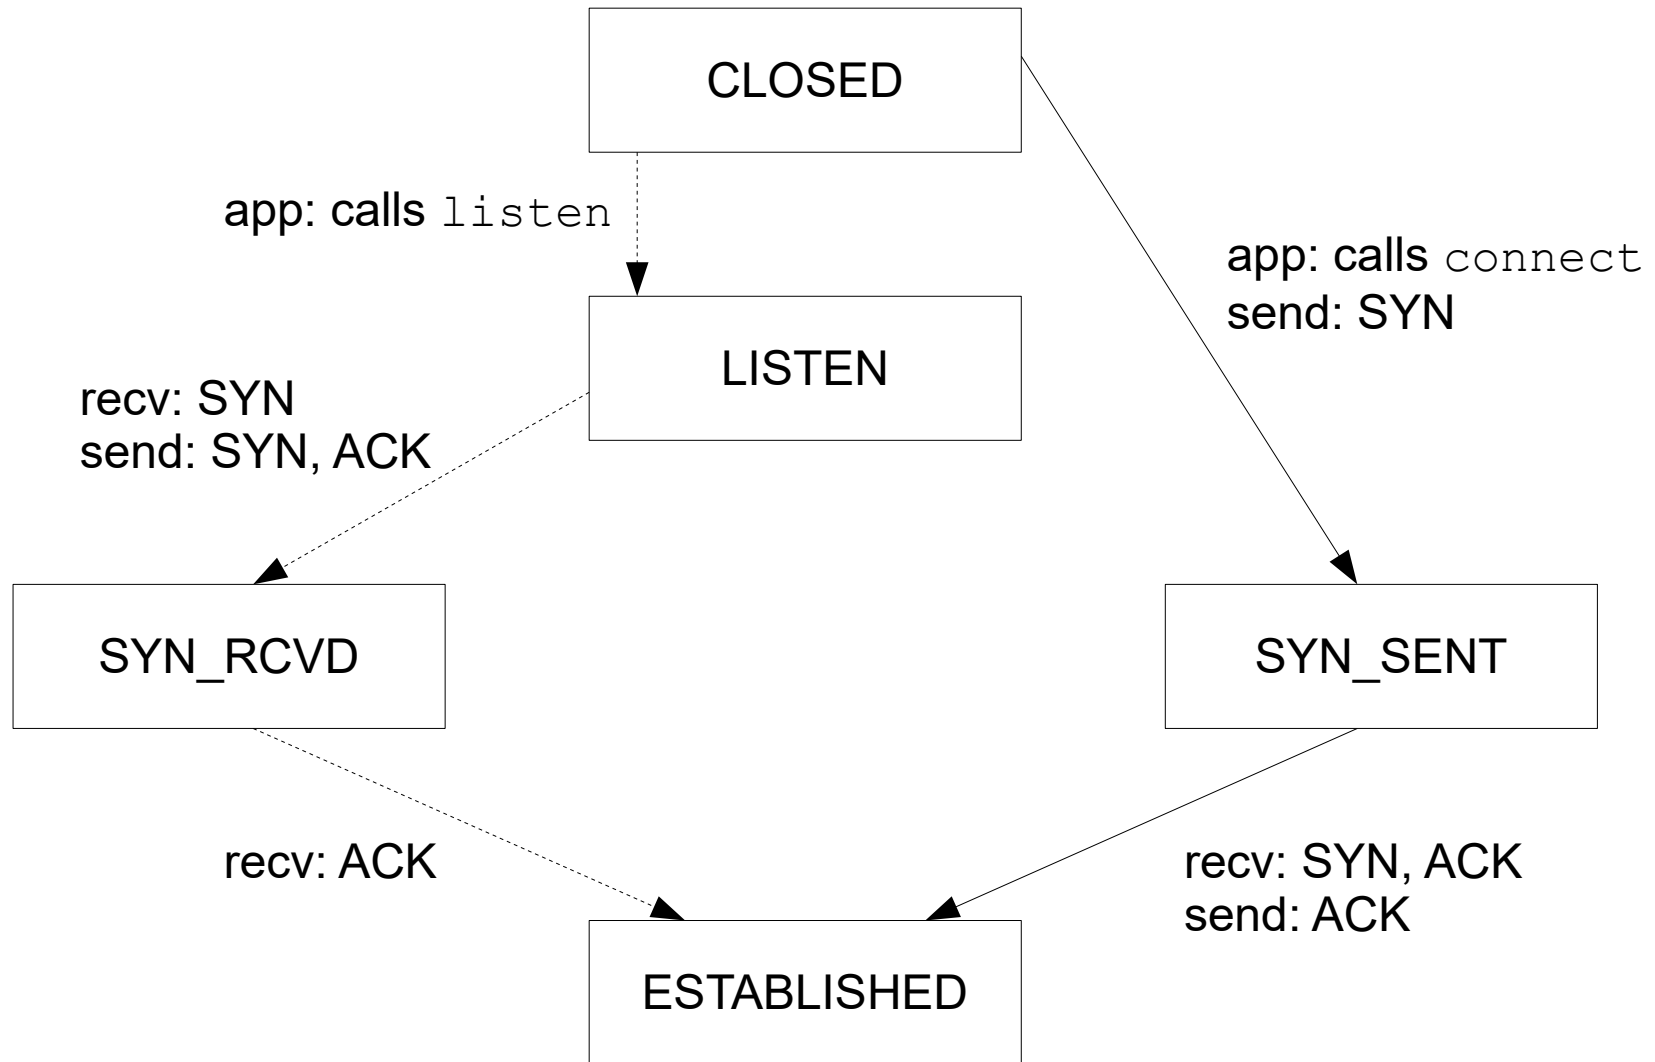 CLOSED
app: calls listen
app: calls connect
send: SYN
LISTEN
recv: SYN
send: SYN, ACK
SYN_RCVD
SYN_SENT
recv: ACK
recv: SYN, ACK
send: ACK
ESTABLISHED